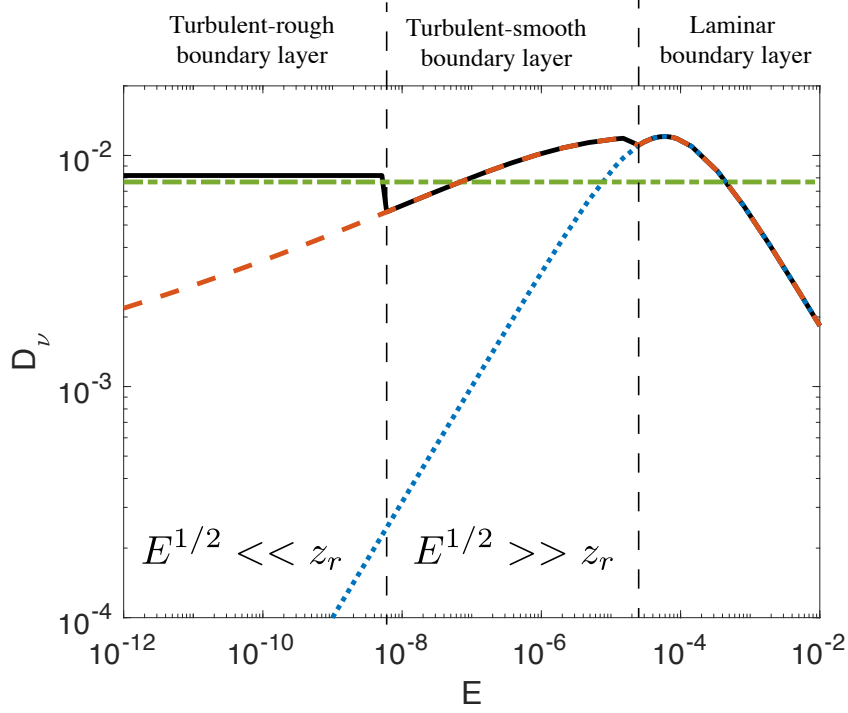 Turbulent-rough
boundary layer
Turbulent-smooth
boundary layer
Laminar
boundary layer
10^-2
10^-3
10^-4
D_ν
E^{1/2} << z_r
E^{1/2} >> z_r
10^-12
10^-10
10^-8
10^-6
10^-4
10^-2
E